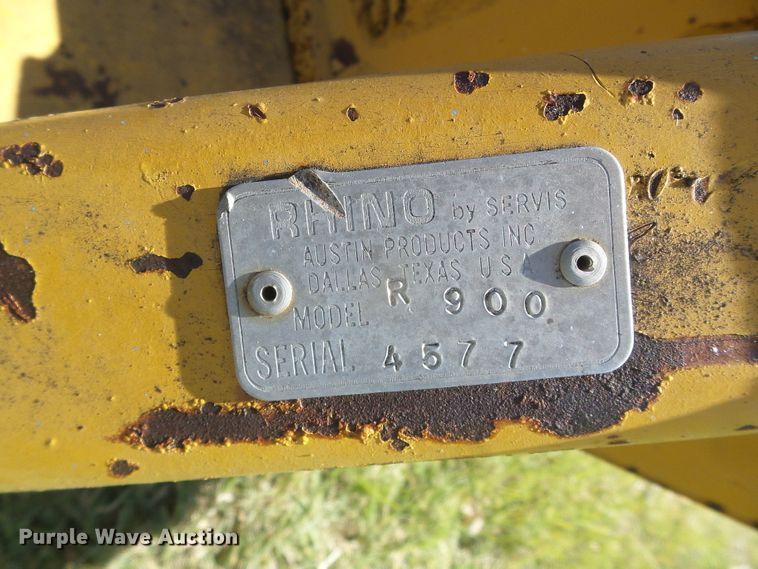 RHINO by SERVIS
AUSTIN PRODUCTS INC
DALLAS, TEXAS U S A
MODEL R 900
SERIAL 4577
Purple Wave Auction